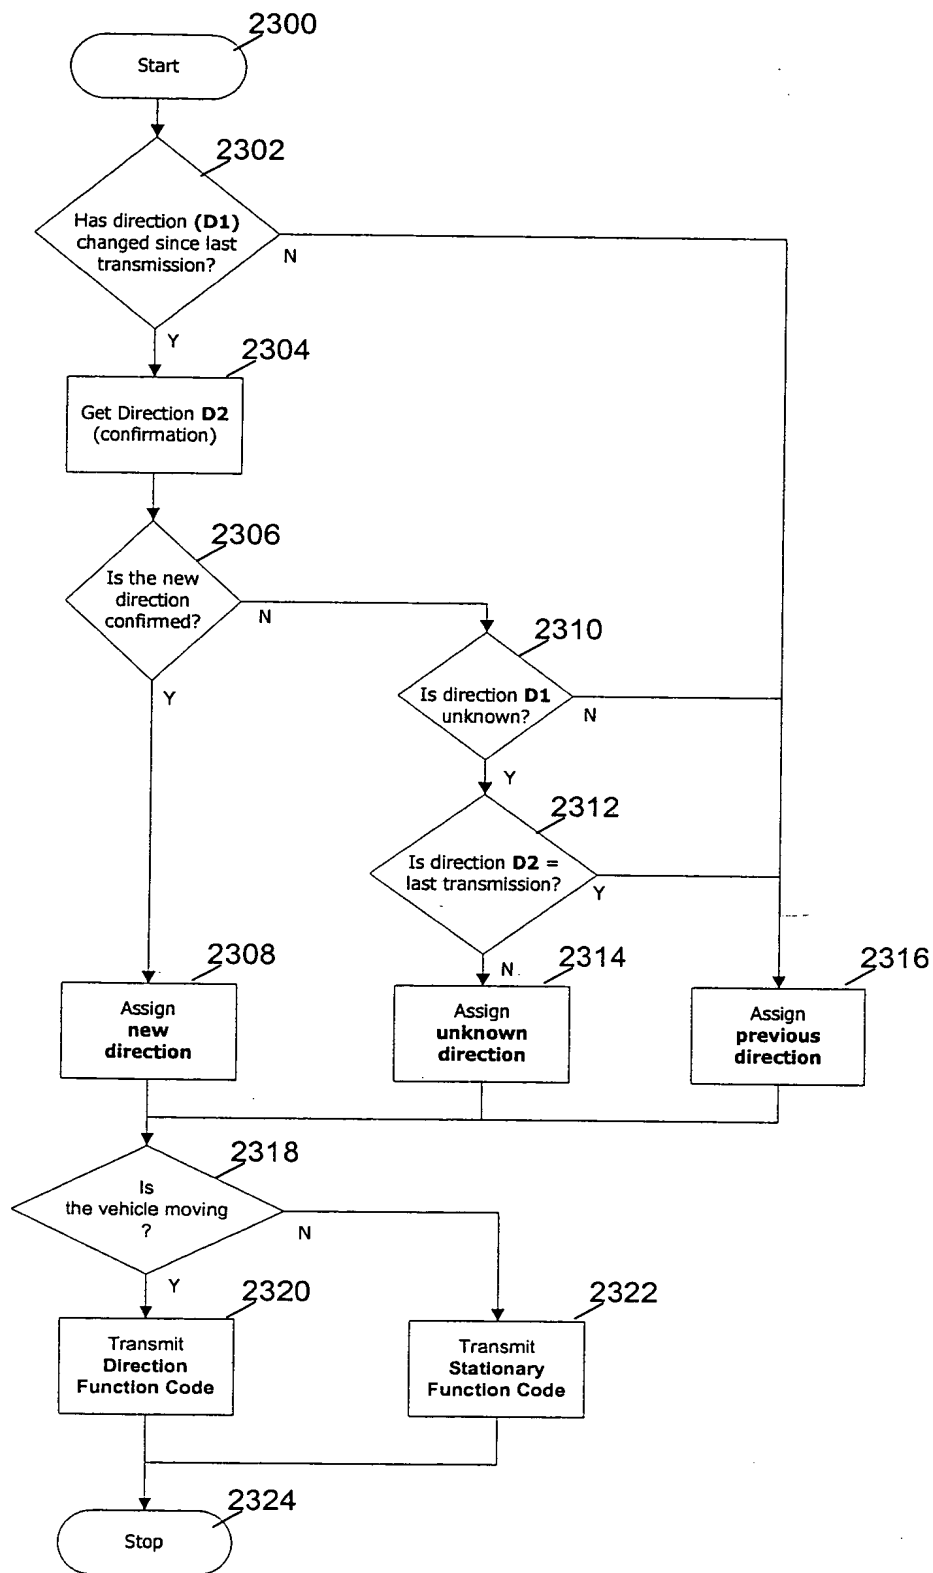 2300
Start
2302
Has direction (D1)
changed since last
transmission?
N
Y
2304
Get Direction D2
(confirmation)
2306
Is the new
direction
confirmed?
N
Y
2310
Is direction D1
unknown?
N
Y
2312
Is direction D2 =
last transmission?
Y
N
2308
Assign
new
direction
2314
Assign
unknown
direction
2316
Assign
previous
direction
2318
Is
the vehicle moving
?
N
Y
2320
Transmit
Direction
Function Code
2322
Transmit
Stationary
Function Code
2324
Stop